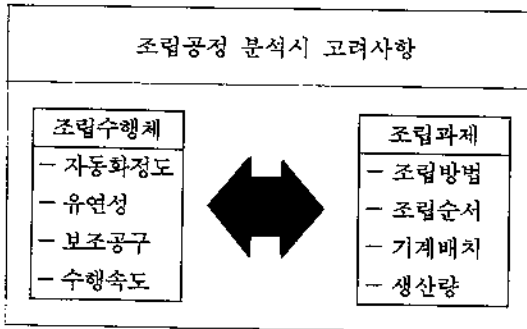 조립공정 분석시 고려사항
조립수행체
– 자동화정도
– 유연성
– 보조공구
– 수행속도
조립과제
– 조립방법
– 조립순서
– 기계배치
– 생산량